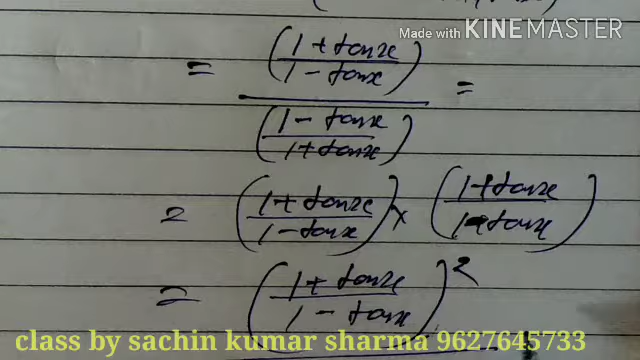 Made with KINEMASTER
= ((1+tanx)/(1-tanx)) / ((1-tanx)/(1+tanx)) =
= ((1+tanx)/(1-tanx)) × ((1+tanx)/(1-tanx))
= ((1+tanx)/(1-tanx))²
class by sachin kumar sharma 9627645733